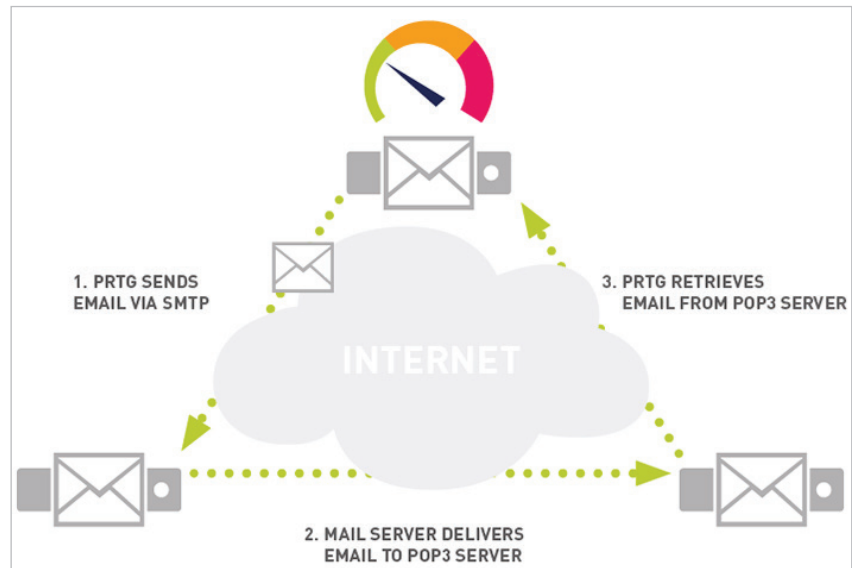 1. PRTG SENDS
EMAIL VIA SMTP
3. PRTG RETRIEVES
EMAIL FROM POP3 SERVER
INTERNET
2. MAIL SERVER DELIVERS
EMAIL TO POP3 SERVER